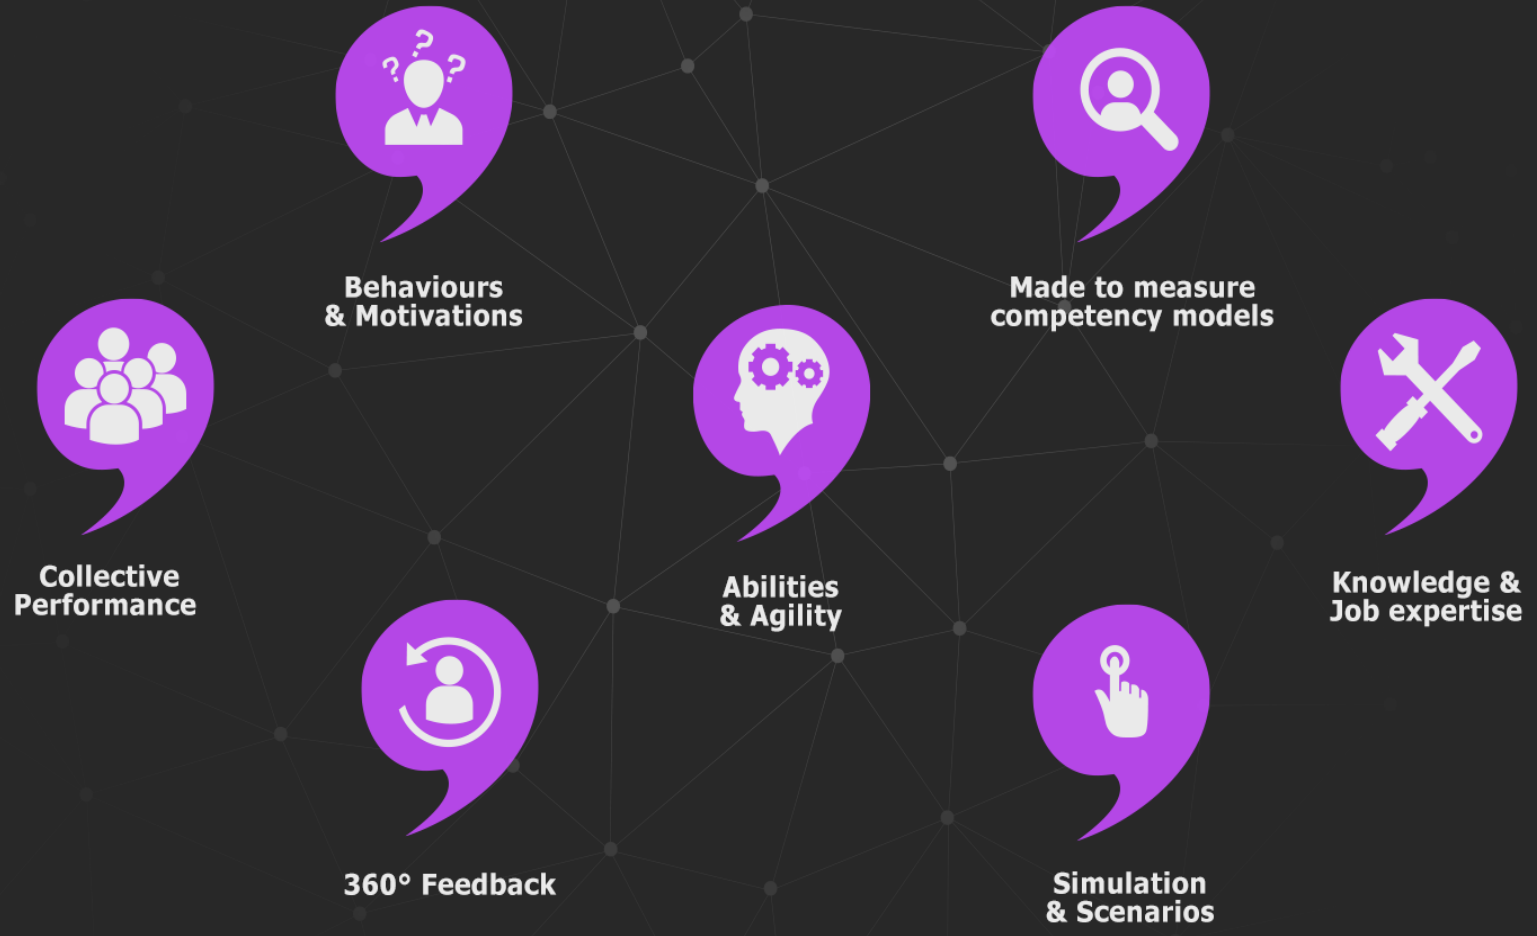 Behaviours
& Motivations
Made to measure
competency models
Collective
Performance
Abilities
& Agility
Knowledge &
Job expertise
360° Feedback
Simulation
& Scenarios